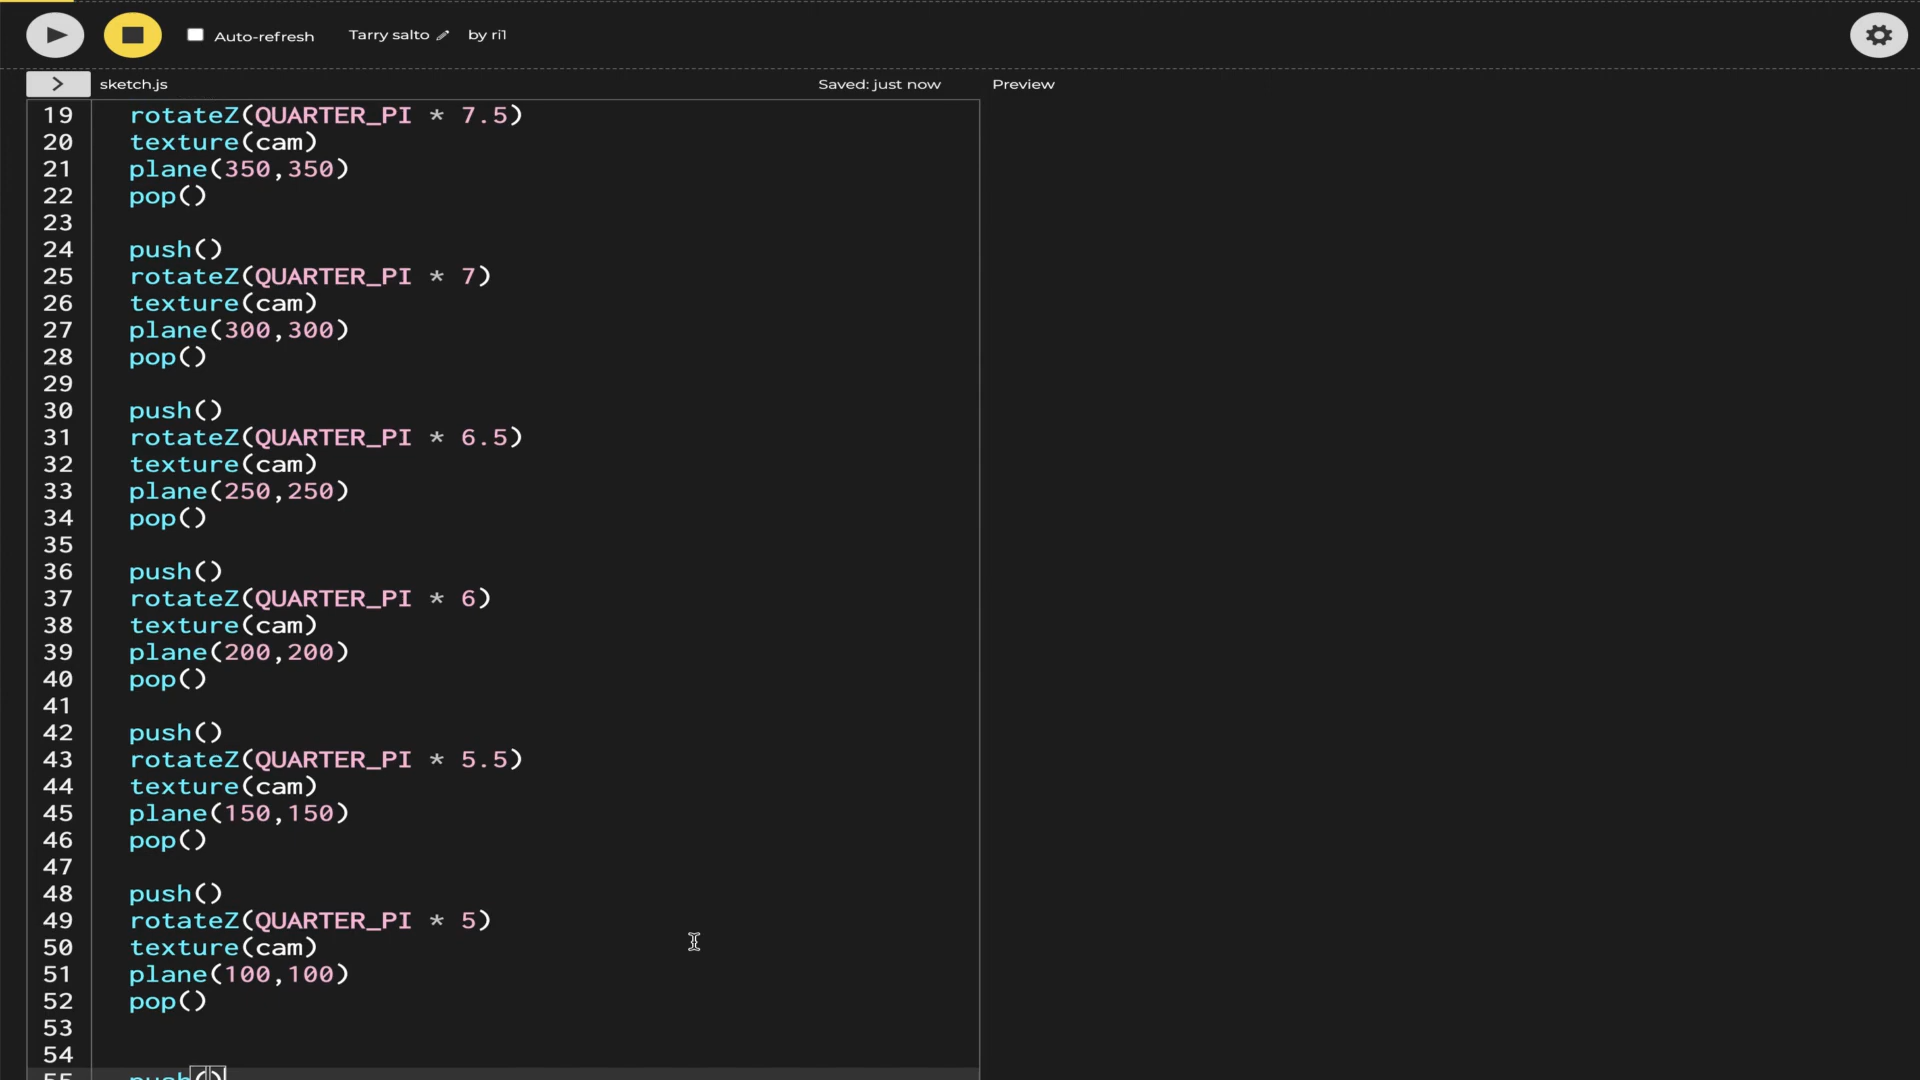 Auto-refresh Tarry salto by ri1
> sketch.js Saved: just now Preview
19 rotateZ(QUARTER_PI * 7.5)
20 texture(cam)
21 plane(350,350)
22 pop()
23
24 push()
25 rotateZ(QUARTER_PI * 7)
26 texture(cam)
27 plane(300,300)
28 pop()
29
30 push()
31 rotateZ(QUARTER_PI * 6.5)
32 texture(cam)
33 plane(250,250)
34 pop()
35
36 push()
37 rotateZ(QUARTER_PI * 6)
38 texture(cam)
39 plane(200,200)
40 pop()
41
42 push()
43 rotateZ(QUARTER_PI * 5.5)
44 texture(cam)
45 plane(150,150)
46 pop()
47
48 push()
49 rotateZ(QUARTER_PI * 5)
50 texture(cam)
51 plane(100,100)
52 pop()
53
54
55 push()